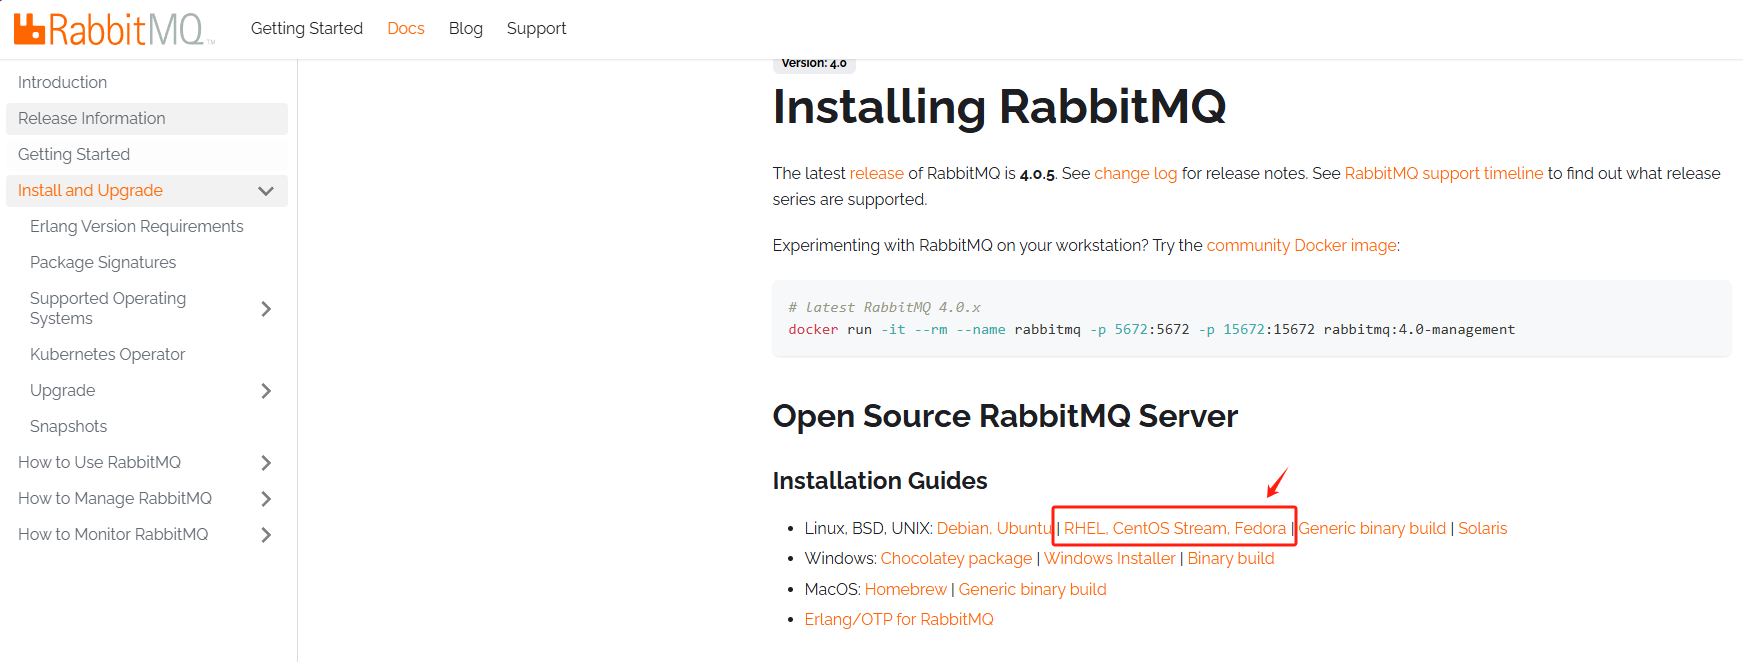 RabbitMQ™ Getting Started Docs Blog Support
Introduction
Release Information
Getting Started
Install and Upgrade
Erlang Version Requirements
Package Signatures
Supported Operating
Systems
Kubernetes Operator
Upgrade
Snapshots
How to Use RabbitMQ
How to Manage RabbitMQ
How to Monitor RabbitMQ
Version: 4.0
Installing RabbitMQ
The latest release of RabbitMQ is 4.0.5. See change log for release notes. See RabbitMQ support timeline to find out what release
series are supported.
Experimenting with RabbitMQ on your workstation? Try the community Docker image:
# latest RabbitMQ 4.0.x
docker run -it --rm --name rabbitmq -p 5672:5672 -p 15672:15672 rabbitmq:4.0-management
Open Source RabbitMQ Server
Installation Guides
• Linux, BSD, UNIX: Debian, Ubuntu | RHEL, CentOS Stream, Fedora | Generic binary build | Solaris
• Windows: Chocolatey package | Windows Installer | Binary build
• MacOS: Homebrew | Generic binary build
• Erlang/OTP for RabbitMQ